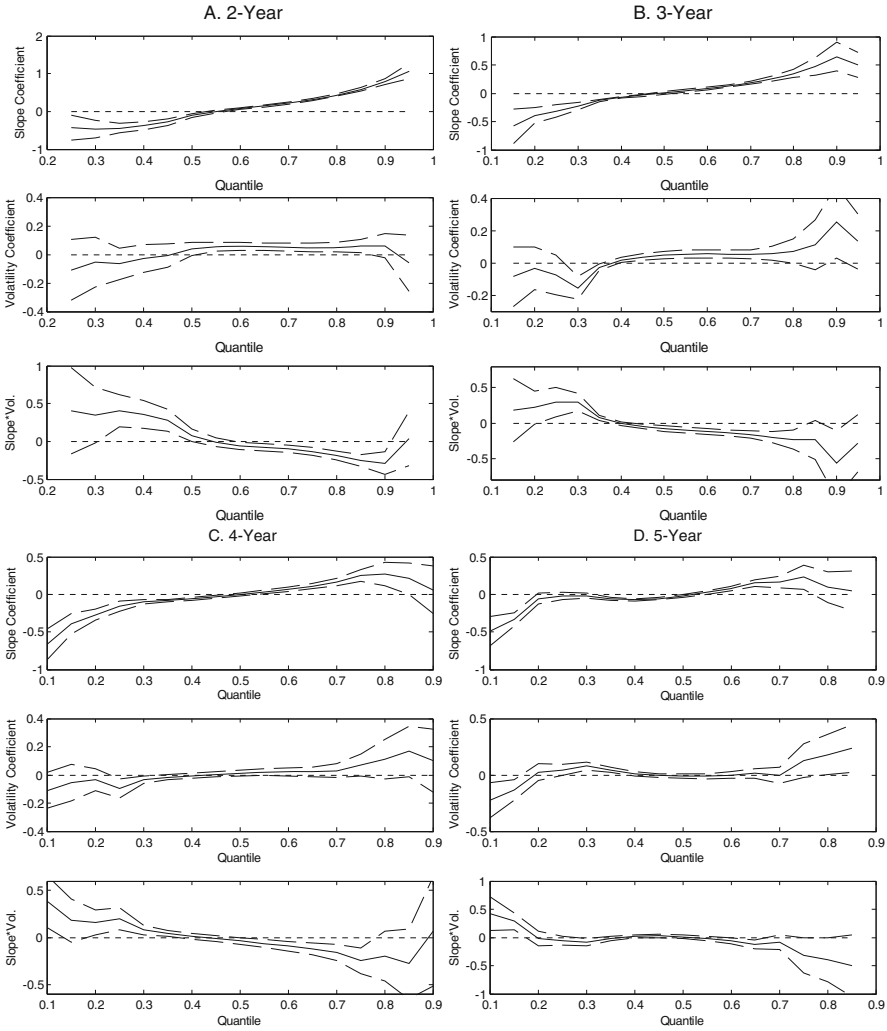 A. 2-Year
2
1
0
-1
Slope Coefficient
0.2 0.3 0.4 0.5 0.6 0.7 0.8 0.9 1
Quantile
0.4
0.2
0
-0.2
-0.4
Volatility Coefficient
0.2 0.3 0.4 0.5 0.6 0.7 0.8 0.9 1
Quantile
1
0.5
0
-0.5
Slope*Vol.
0.2 0.3 0.4 0.5 0.6 0.7 0.8 0.9 1
Quantile
B. 3-Year
1
0.5
0
-0.5
-1
Slope Coefficient
0.1 0.2 0.3 0.4 0.5 0.6 0.7 0.8 0.9 1
Quantile
0.4
0.2
0
-0.2
Volatility Coefficient
0.1 0.2 0.3 0.4 0.5 0.6 0.7 0.8 0.9 1
Quantile
0.5
0
-0.5
Slope*Vol.
0.1 0.2 0.3 0.4 0.5 0.6 0.7 0.8 0.9 1
Quantile
C. 4-Year
0.5
0
-0.5
-1
Slope Coefficient
0.1 0.2 0.3 0.4 0.5 0.6 0.7 0.8 0.9
Quantile
0.4
0.2
0
-0.2
-0.4
Volatility Coefficient
0.1 0.2 0.3 0.4 0.5 0.6 0.7 0.8 0.9
Quantile
0.5
0
-0.5
Slope*Vol.
0.1 0.2 0.3 0.4 0.5 0.6 0.7 0.8 0.9
Quantile
D. 5-Year
0.5
0
-0.5
-1
Slope Coefficient
0.1 0.2 0.3 0.4 0.5 0.6 0.7 0.8 0.9
Quantile
0.5
0
-0.5
Volatility Coefficient
0.1 0.2 0.3 0.4 0.5 0.6 0.7 0.8 0.9
Quantile
1
0.5
0
-0.5
-1
Slope*Vol.
0.1 0.2 0.3 0.4 0.5 0.6 0.7 0.8 0.9
Quantile